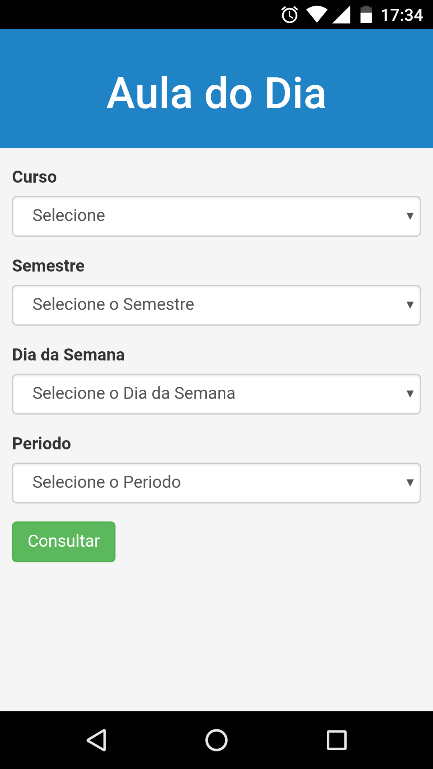 17:34
Aula do Dia
Curso
Selecione
Semestre
Selecione o Semestre
Dia da Semana
Selecione o Dia da Semana
Periodo
Selecione o Periodo
Consultar